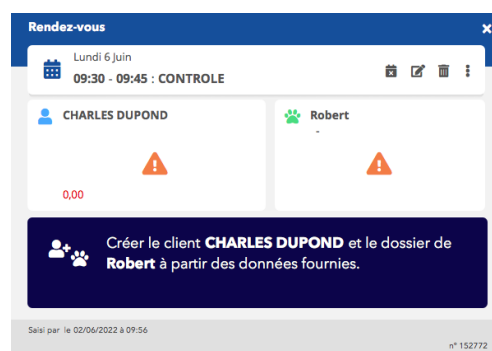 Rendez-vous
Lundi 6 Juin
09:30 - 09:45 : CONTROLE
CHARLES DUPOND
0,00
Robert
-
Créer le client CHARLES DUPOND et le dossier de
Robert à partir des données fournies.
Saisi par le 02/06/2022 à 09:56
n° 152772